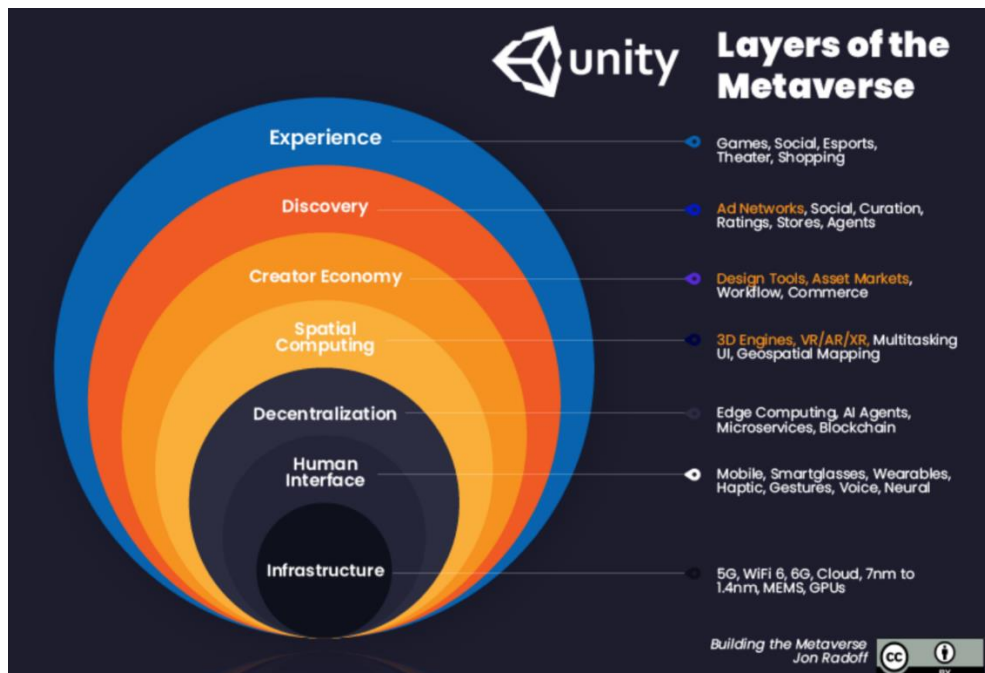 unity
Layers of the
Metaverse
Experience
Games, Social, Esports,
Theater, Shopping
Discovery
Ad Networks, Social, Curation,
Ratings, Stores, Agents
Creator Economy
Design Tools, Asset Markets,
Workflow, Commerce
Spatial
Computing
3D Engines, VR/AR/XR, Multitasking
UI, Geospatial Mapping
Decentralization
Edge Computing, AI Agents,
Microservices, Blockchain
Human
Interface
Mobile, Smartglasses, Wearables,
Haptic, Gestures, Voice, Neural
Infrastructure
5G, WiFi 6, 6G, Cloud, 7nm to
1.4nm, MEMS, GPUs
Building the Metaverse
Jon Radoff
cc